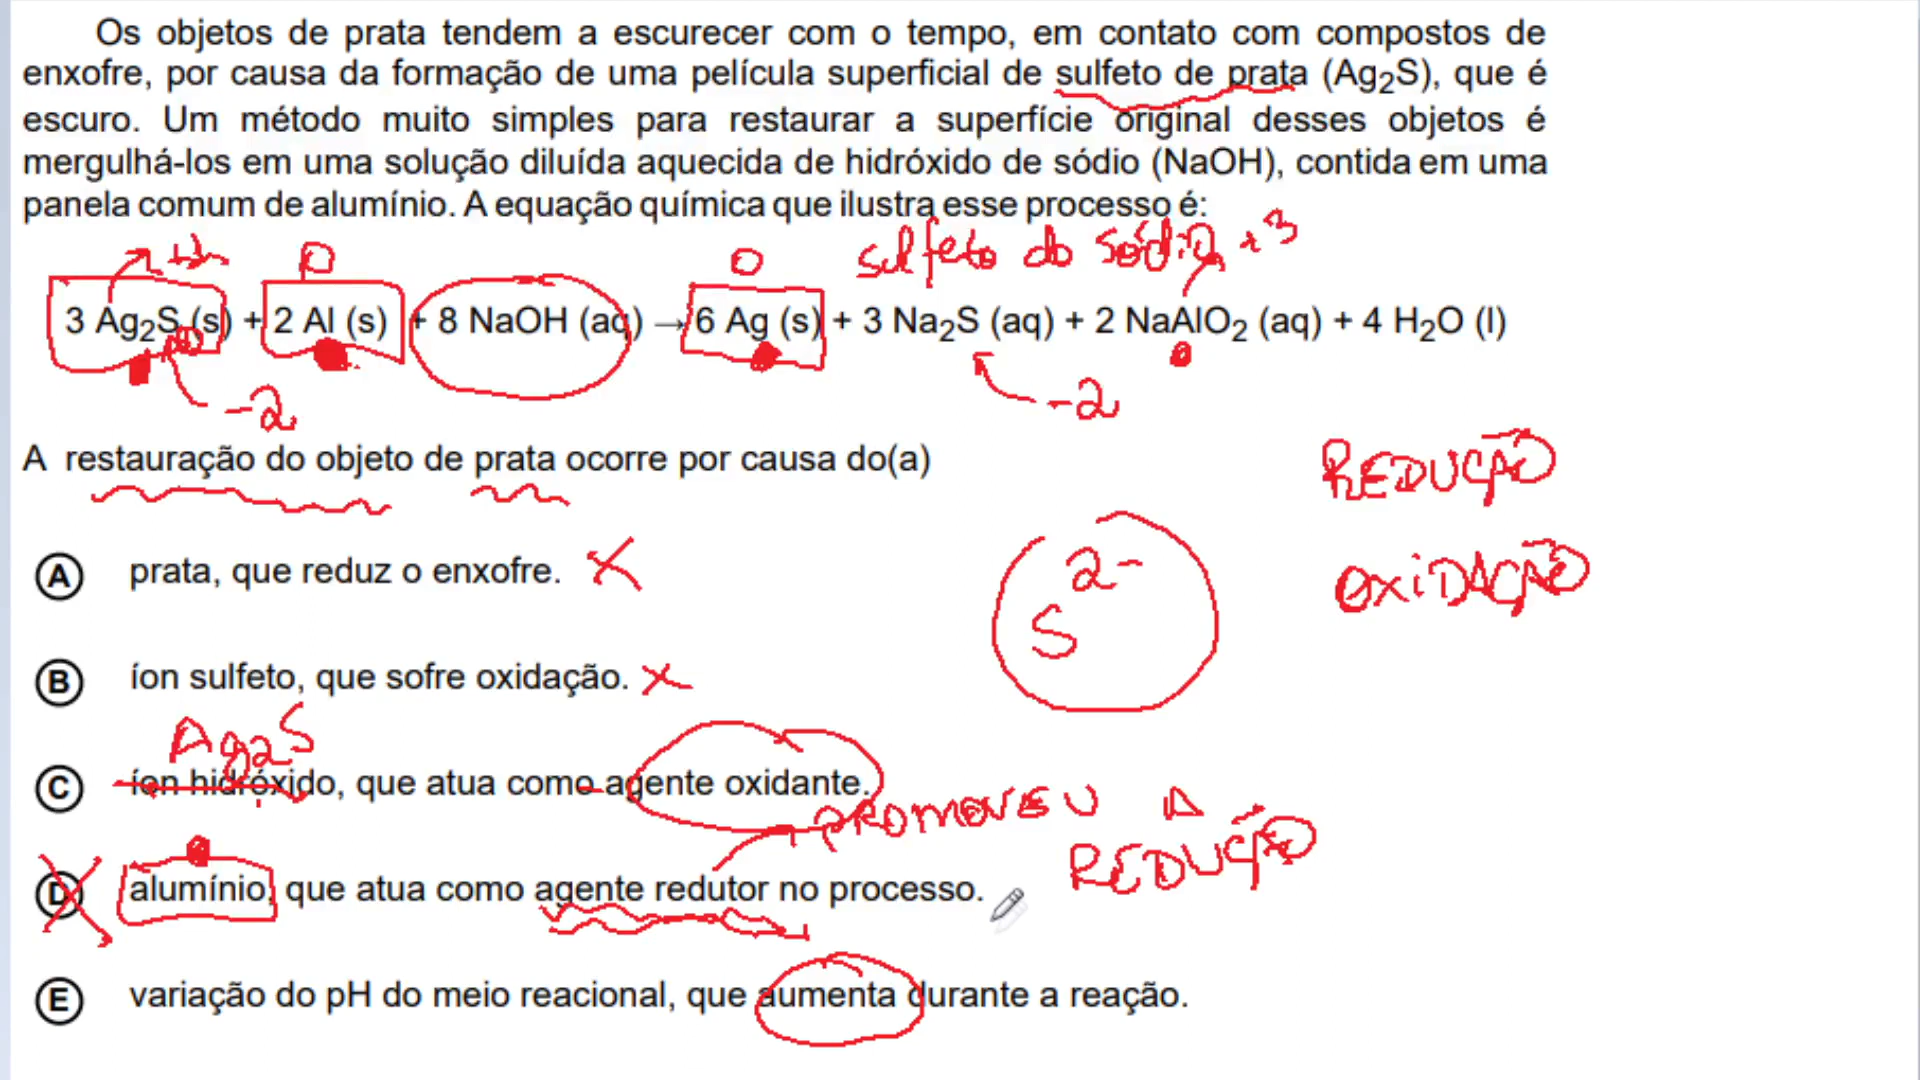 Os objetos de prata tendem a escurecer com o tempo, em contato com compostos de
enxofre, por causa da formação de uma película superficial de sulfeto de prata (Ag₂S), que é
escuro. Um método muito simples para restaurar a superfície original desses objetos é
mergulhá-los em uma solução diluída aquecida de hidróxido de sódio (NaOH), contida em uma
panela comum de alumínio. A equação química que ilustra esse processo é:
0 0 sulfeto do sódio +3
3 Ag₂S (s) + 2 Al (s) + 8 NaOH (aq) → 6 Ag (s) + 3 Na₂S (aq) + 2 NaAlO₂ (aq) + 4 H₂O (l)
-2 -2
A restauração do objeto de prata ocorre por causa do(a)
REDUÇÃO
S²⁻
OXIDAÇÃO
A prata, que reduz o enxofre.
B íon sulfeto, que sofre oxidação.
Ag₂S
C íon hidróxido, que atua como agente oxidante.
PROMOVEU A
REDUÇÃO
D alumínio, que atua como agente redutor no processo.
E variação do pH do meio reacional, que aumenta durante a reação.